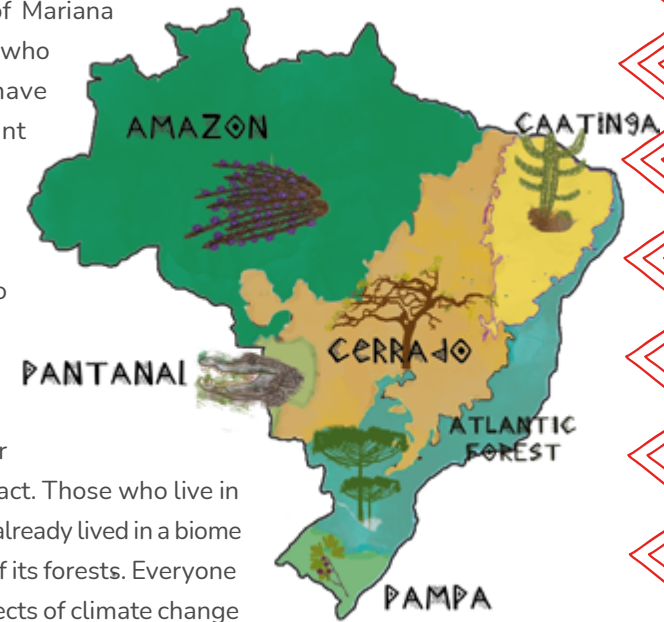 of Mariana
who
have
nt
o
r
act. Those who live in
already lived in a biome
f its forests. Everyone
ects of climate change
AMAZON
CAATINGA
CERRADO
PANTANAL
ATLANTIC
FOREST
PAMPA